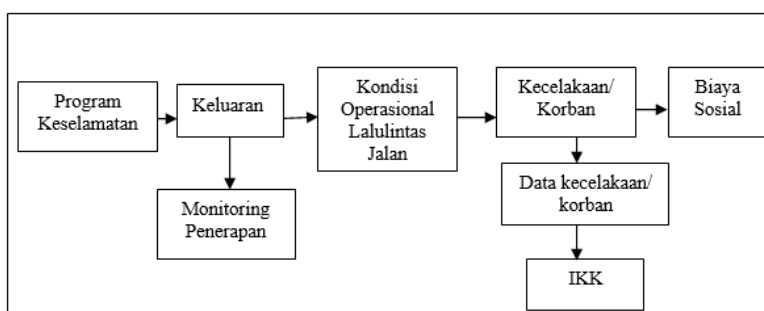 Program
Keselamatan
Keluaran
Kondisi
Operasional
Lalulintas
Jalan
Kecelakaan/
Korban
Biaya
Sosial
Monitoring
Penerapan
Data kecelakaan/
korban
IKK